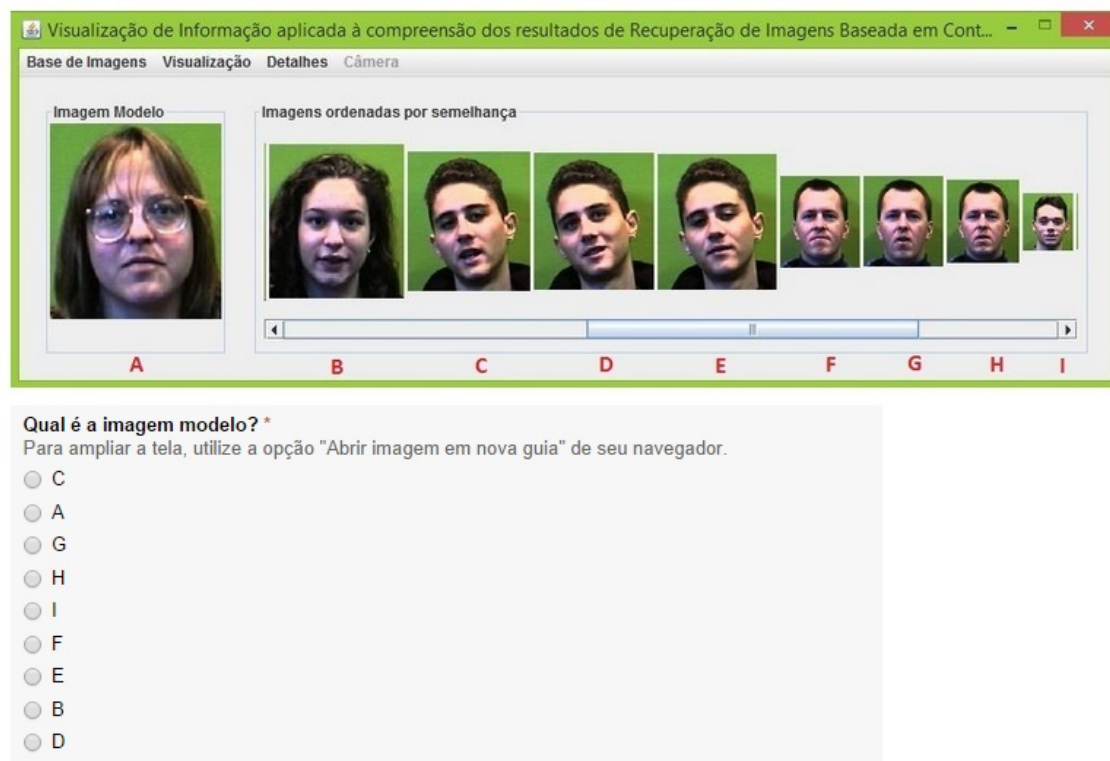 Visualização de Informação aplicada à compreensão dos resultados de Recuperação de Imagens Baseada em Cont...
Base de Imagens Visualização Detalhes Câmera
Imagem Modelo
Imagens ordenadas por semelhança
A B C D E F G H I
Qual é a imagem modelo? *
Para ampliar a tela, utilize a opção "Abrir imagem em nova guia" de seu navegador.
C
A
G
H
I
F
E
B
D